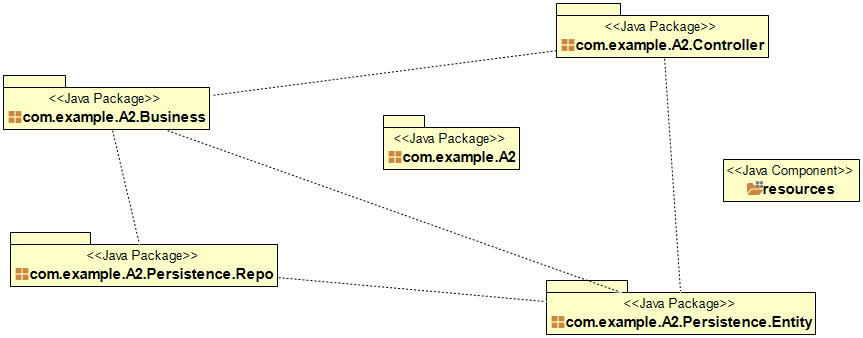 <<Java Package>>
com.example.A2.Controller
<<Java Package>>
com.example.A2.Business
<<Java Package>>
com.example.A2
<<Java Component>>
resources
<<Java Package>>
com.example.A2.Persistence.Repo
<<Java Package>>
com.example.A2.Persistence.Entity